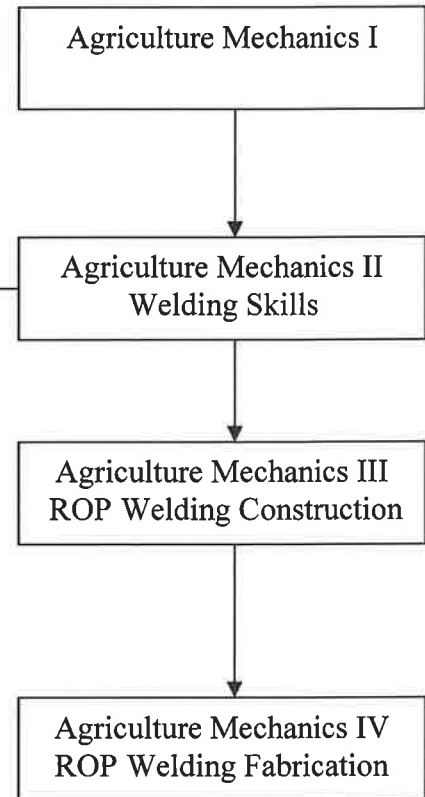 Agriculture Mechanics I
Agriculture Mechanics II
Welding Skills
Agriculture Mechanics III
ROP Welding Construction
Agriculture Mechanics IV
ROP Welding Fabrication